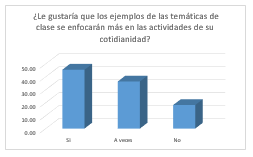 ¿Le gustaría que los ejemplos de las temáticas de
clase se enfocarán más en las actividades de su
cotidianidad?
50.00
40.00
30.00
20.00
10.00
0.00
Si
A veces
No